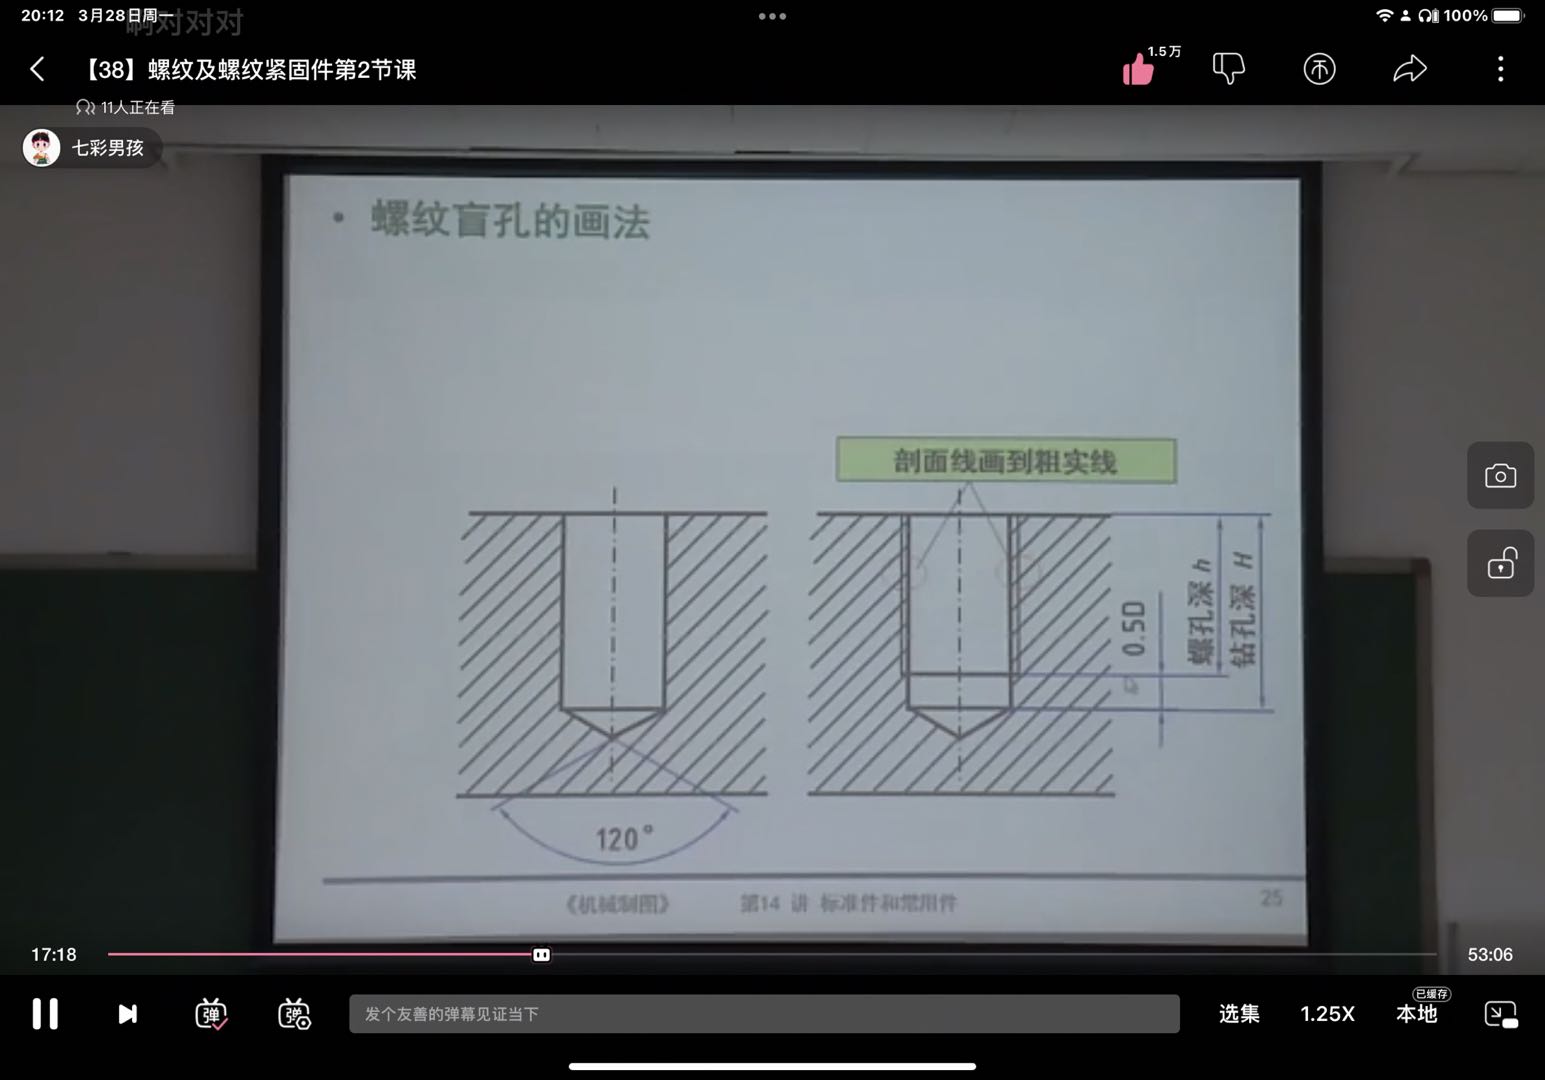 20:12 3月28日周一
啊对对对
100%
【38】螺纹及螺纹紧固件第2节课
1.5万
11人正在看
七彩男孩
• 螺纹盲孔的画法
剖面线画到粗实线
0.5D
螺孔深 h
钻孔深 H
120°
《机械制图》 第14 讲 标准件和常用件 25
17:18
53:06
弹
弹
发个友善的弹幕见证当下
选集
1.25X
已缓存
本地